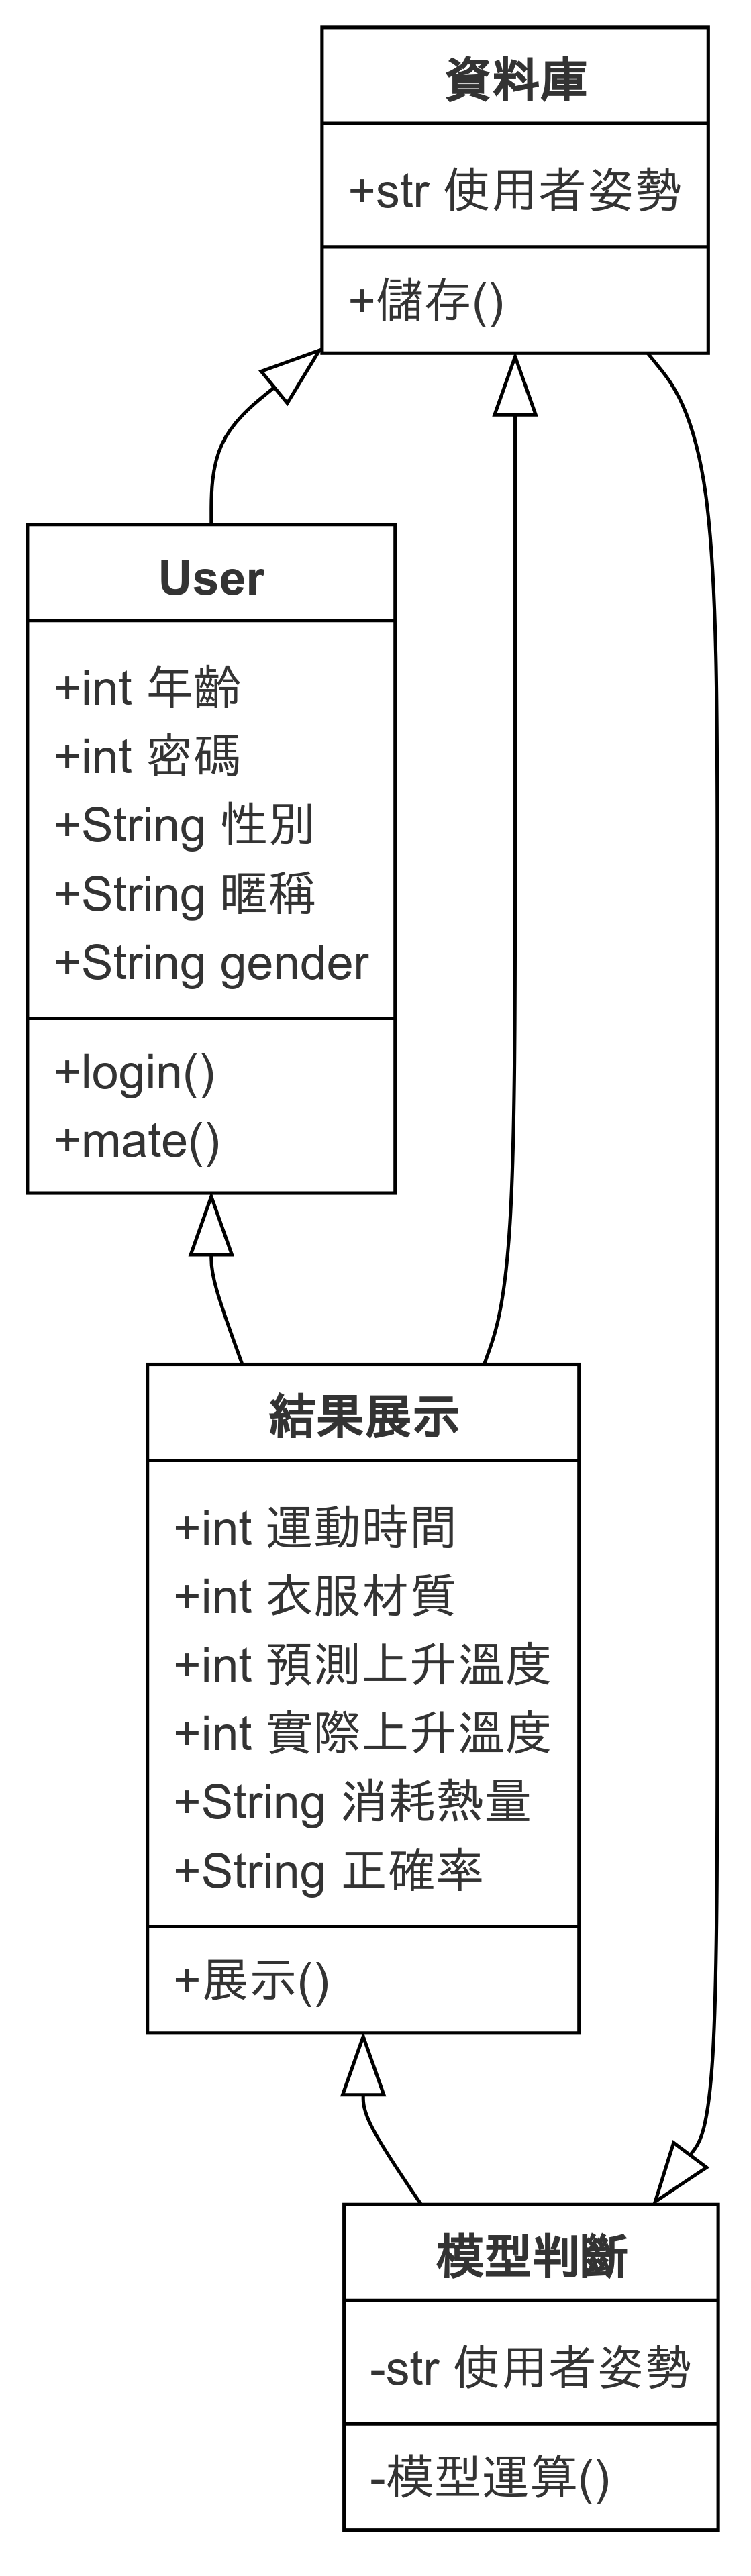 資料庫
+str 使用者姿勢
+儲存()
User
+int 年齡
+int 密碼
+String 性別
+String 暱稱
+String gender
+login()
+mate()
結果展示
+int 運動時間
+int 衣服材質
+int 預測上升溫度
+int 實際上升溫度
+String 消耗熱量
+String 正確率
+展示()
模型判斷
-str 使用者姿勢
-模型運算()